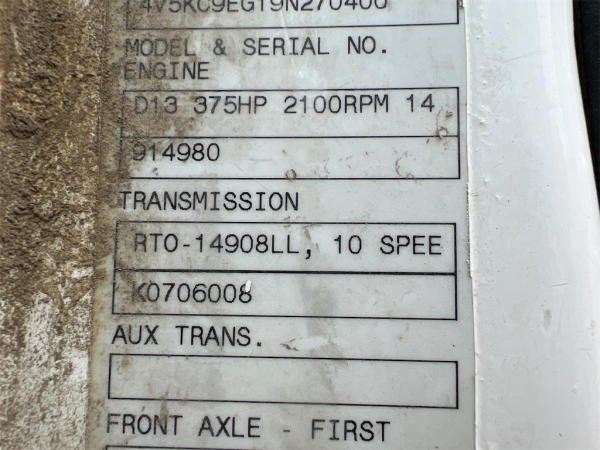 4V5KC9EG19N270400
MODEL & SERIAL NO.
ENGINE
D13 375HP 2100RPM 14
914980
TRANSMISSION
RTO-14908LL, 10 SPEE
K0706008
AUX TRANS.
FRONT AXLE - FIRST